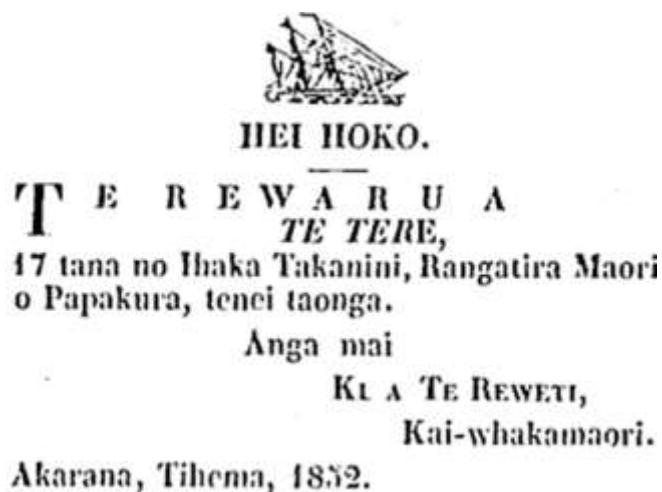 HEI HOKO.
TE REWARUA
TE TERE,
17 tana no Ihaka Takanini, Rangatira Maori
o Papakura, tenei taonga.
Anga mai
KI A TE REWETI,
Kai-whakamaori.
Akarana, Tihema, 1852.